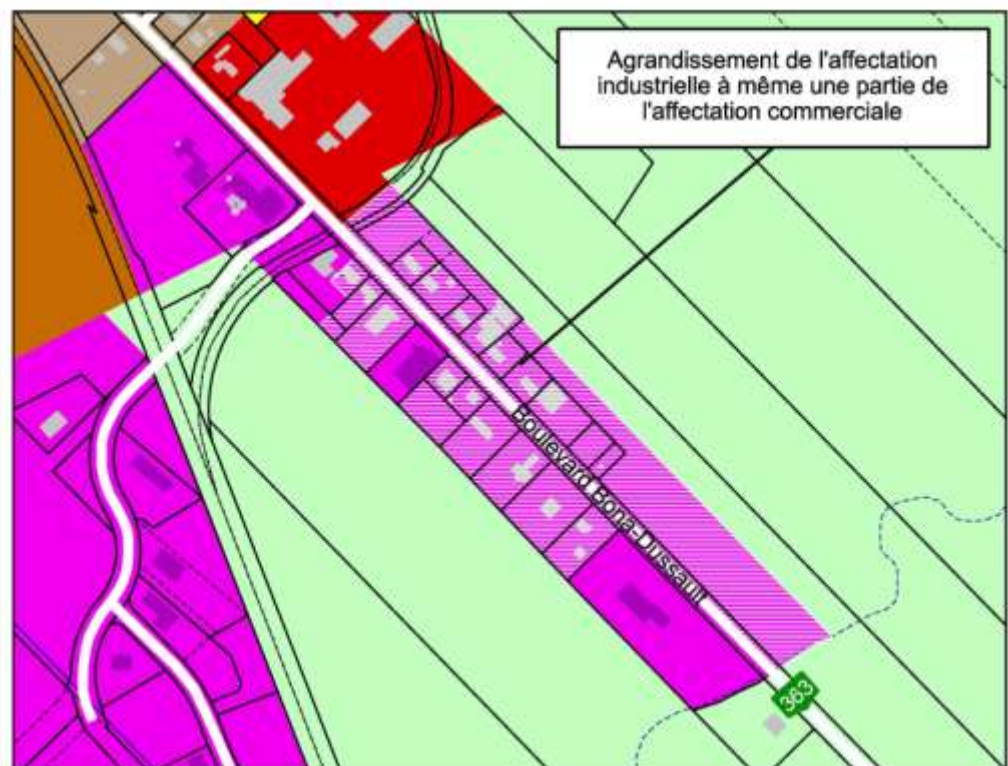 Agrandissement de l'affectation
industrielle à même une partie de
l'affectation commerciale
Boulevard Bona-Dussault
363